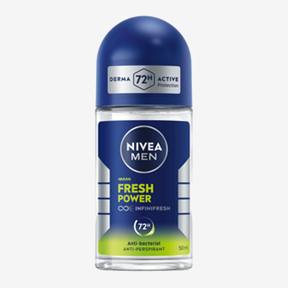 DERMA 72H ACTIVE
Protection
NIVEA
MEN
FRESH
POWER
INFINIFRESH
72H
Anti-bacterial
ANTI-PERSPIRANT
50ml